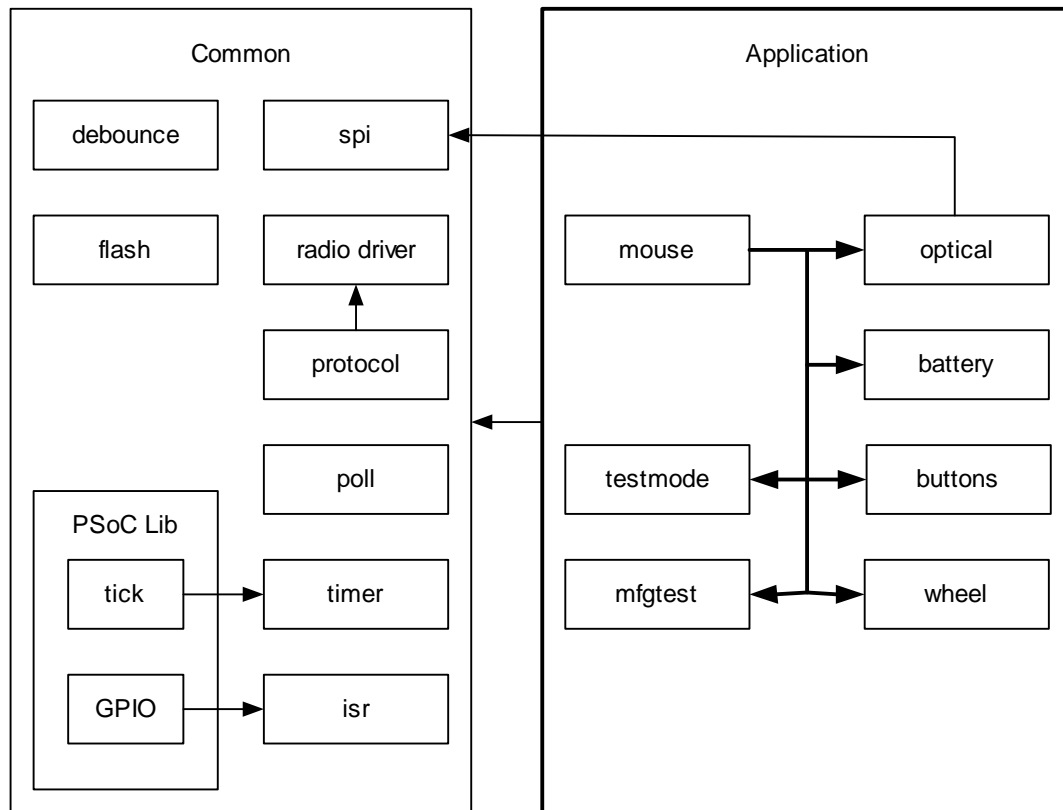 Common
debounce
spi
flash
radio driver
protocol
poll
PSoC Lib
tick
timer
GPIO
isr
Application
mouse
optical
battery
testmode
buttons
mfgtest
wheel